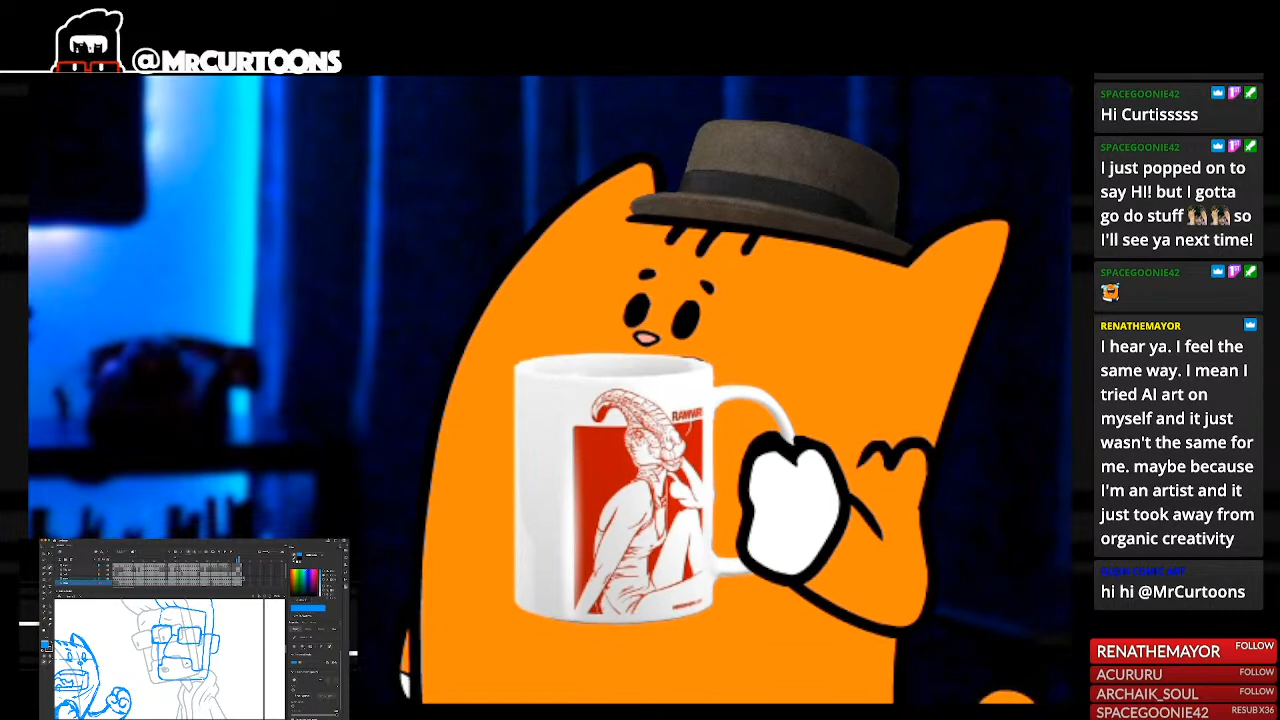 @MRCURTOONS
SPACEGOONIE42
Hi Curtisssss
SPACEGOONIE42
I just popped on to
say HI! but I gotta
go do stuff so
I'll see ya next time!
SPACEGOONIE42
RENATHEMAYOR
I hear ya. I feel the
same way. I mean I
tried AI art on
myself and it just
wasn't the same for
me. maybe because
I'm an artist and it
just took away from
organic creativity
Hi hi @mrcurtoons
RENATHEMAYOR FOLLOW
ACURURU FOLLOW
ARCHAIK_SOUL FOLLOW
SPACEGOONIE42 RESUB X36
RAWWR!